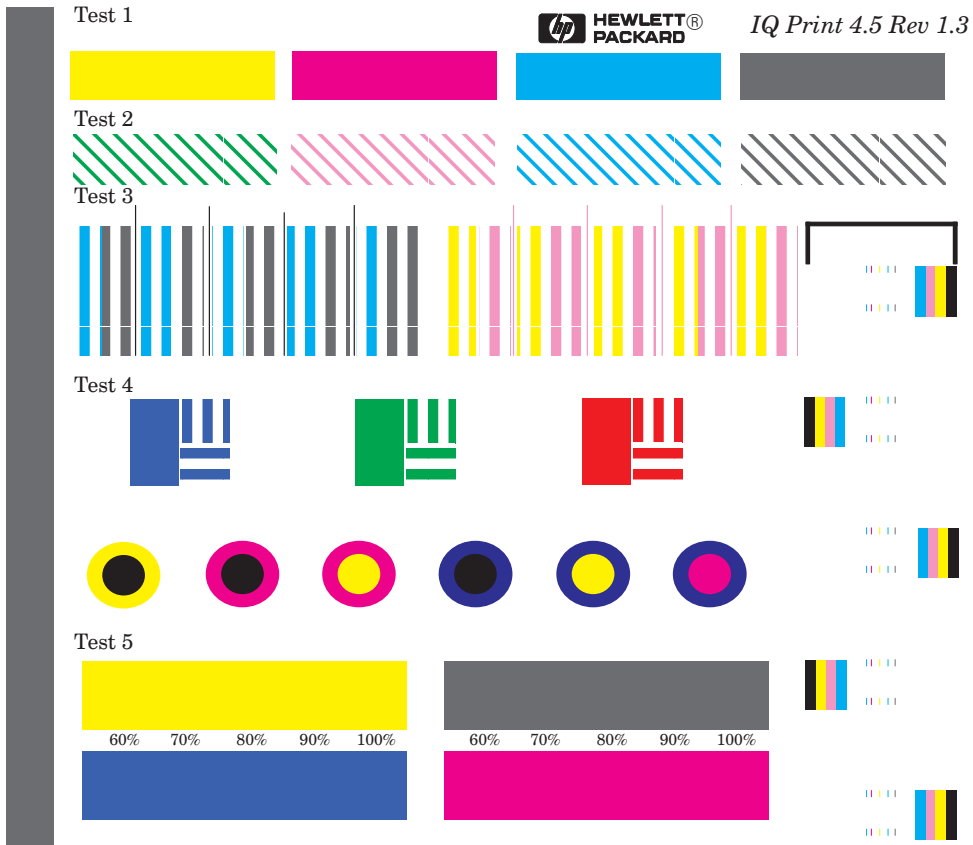 Test 1
hp HEWLETT® PACKARD
IQ Print 4.5 Rev 1.3
Test 2
Test 3
Test 4
Test 5
60% 70% 80% 90% 100%
60% 70% 80% 90% 100%